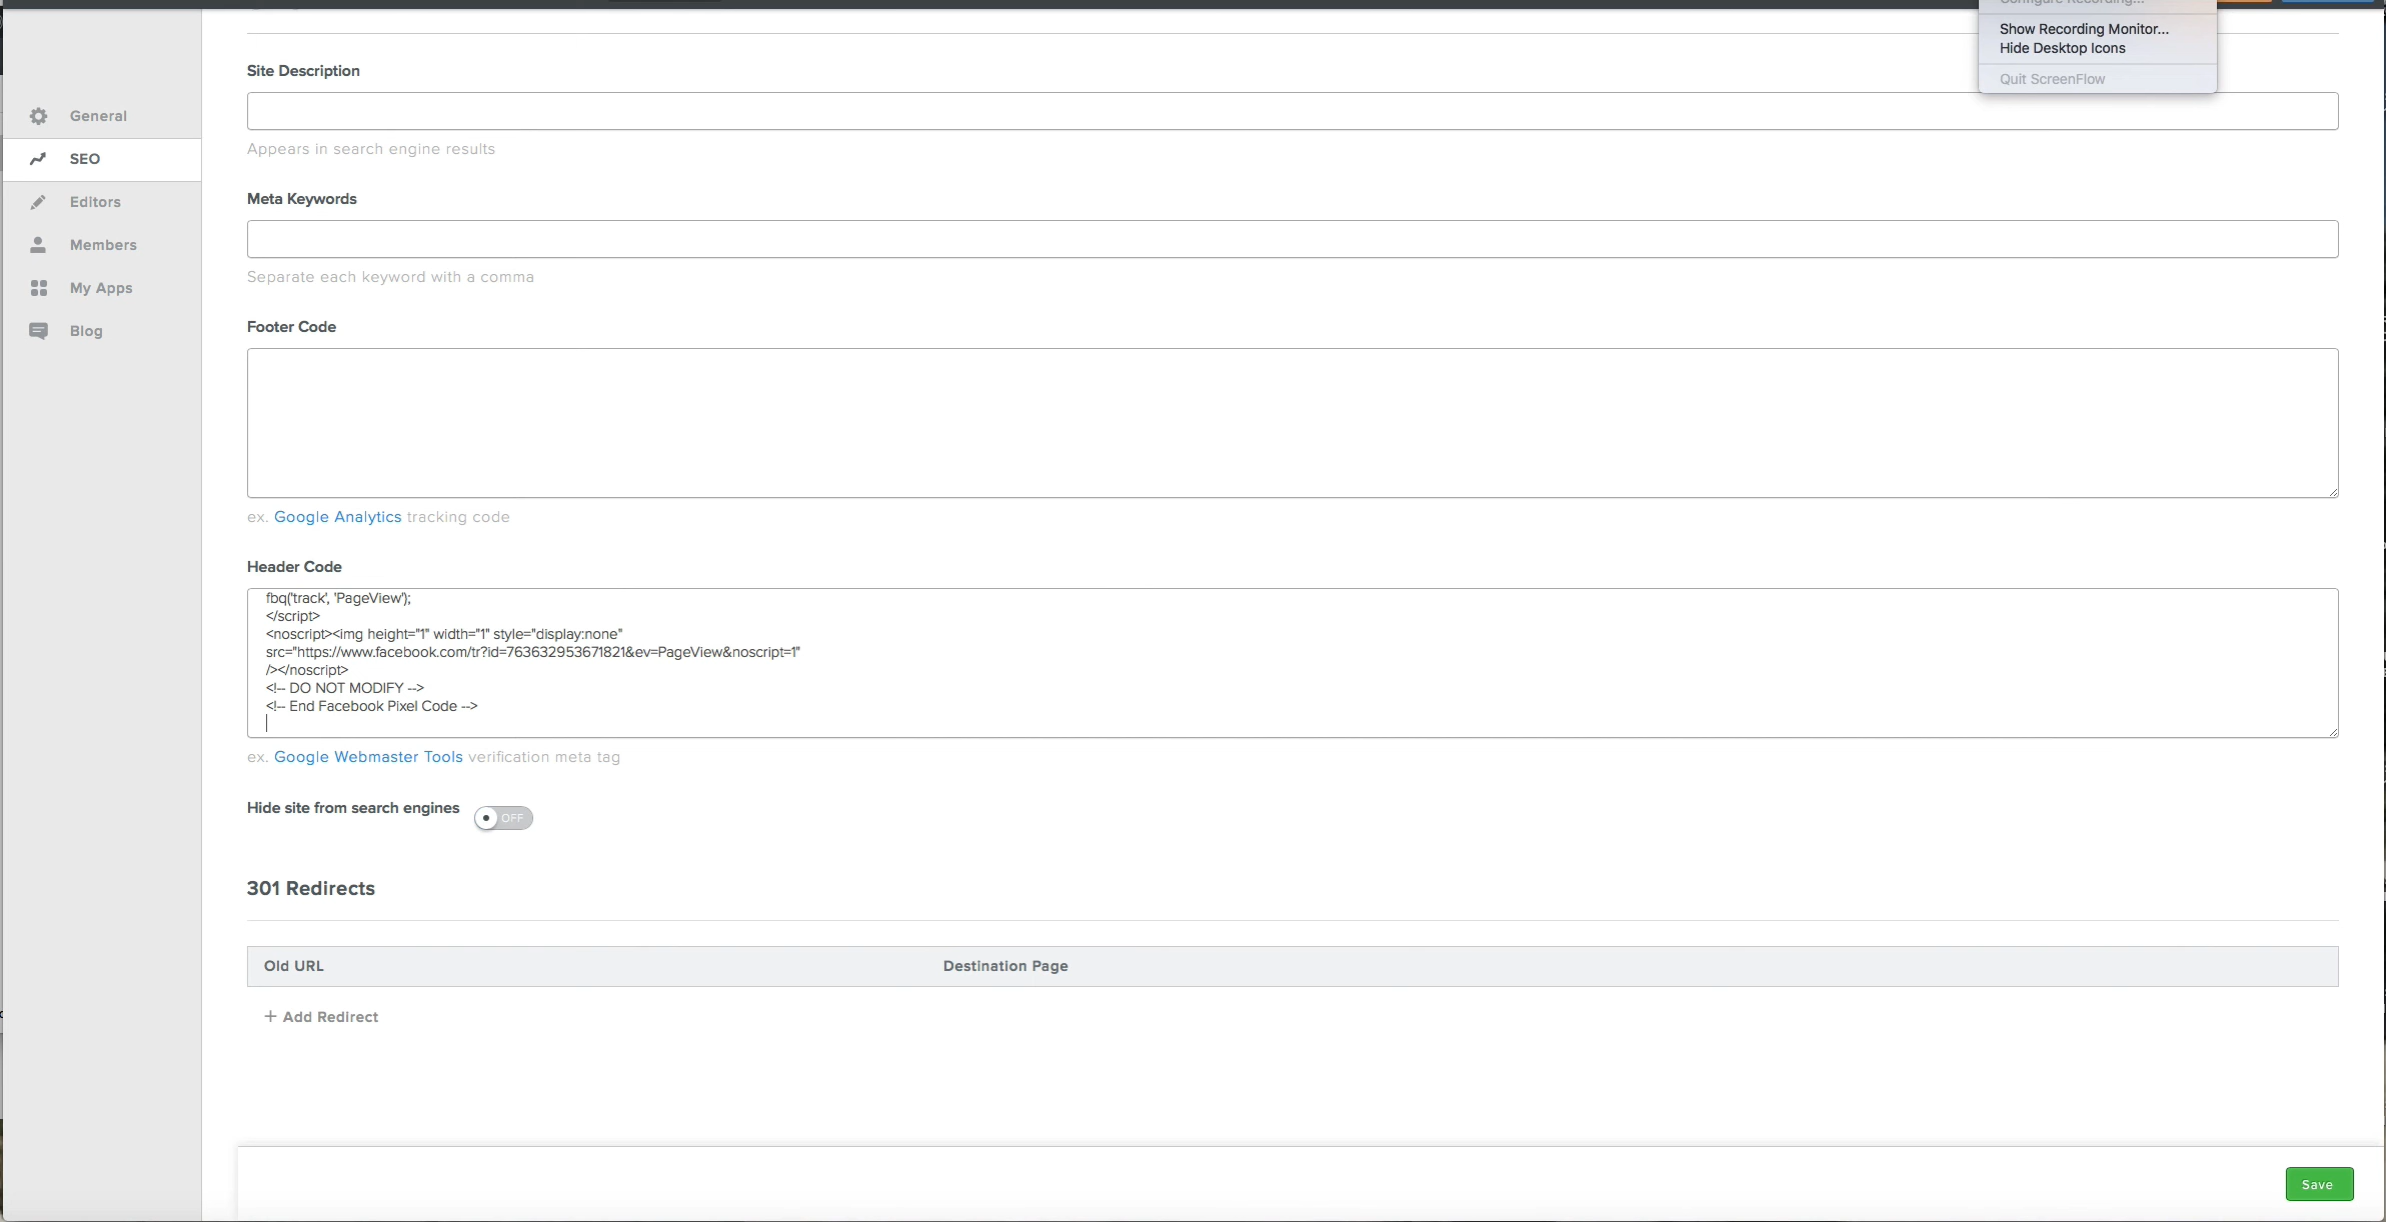 Configure Recording...
Show Recording Monitor...
Hide Desktop Icons
Quit ScreenFlow
General
SEO
Editors
Members
My Apps
Blog
Site Description
Appears in search engine results
Meta Keywords
Separate each keyword with a comma
Footer Code
ex. Google Analytics tracking code
Header Code
fbq('track', 'PageView');
</script>
<noscript><img height="1" width="1" style="display:none"
src="https://www.facebook.com/tr?id=763632953671821&ev=PageView&noscript=1"
/></noscript>
<!-- DO NOT MODIFY -->
<!-- End Facebook Pixel Code -->
ex. Google Webmaster Tools verification meta tag
Hide site from search engines OFF
301 Redirects
Old URL Destination Page
+ Add Redirect
Save